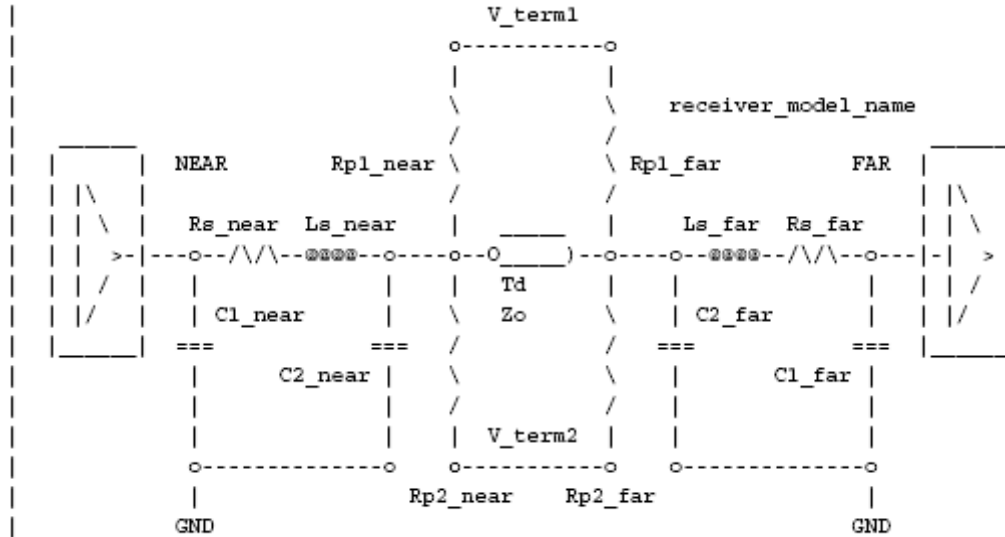 V_term1
receiver_model_name
NEAR Rp1_near Rp1_far FAR
Rs_near Ls_near Ls_far Rs_far
Td
C1_near Zo C2_far
C2_near C1_far
V_term2
Rp2_near Rp2_far
GND GND